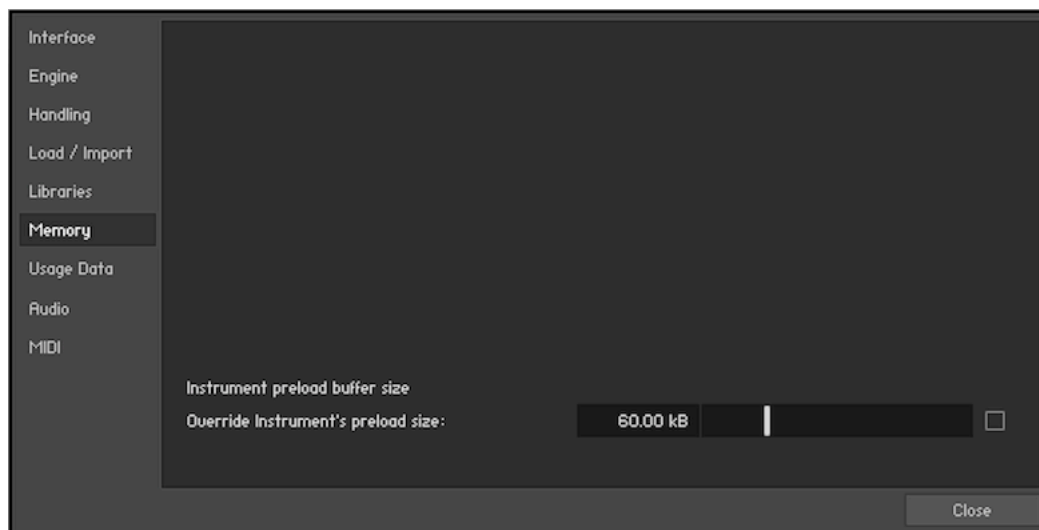 Interface
Engine
Handling
Load / Import
Libraries
Memory
Usage Data
Audio
MIDI
Instrument preload buffer size
Override Instrument's preload size: 60.00 kB
Close